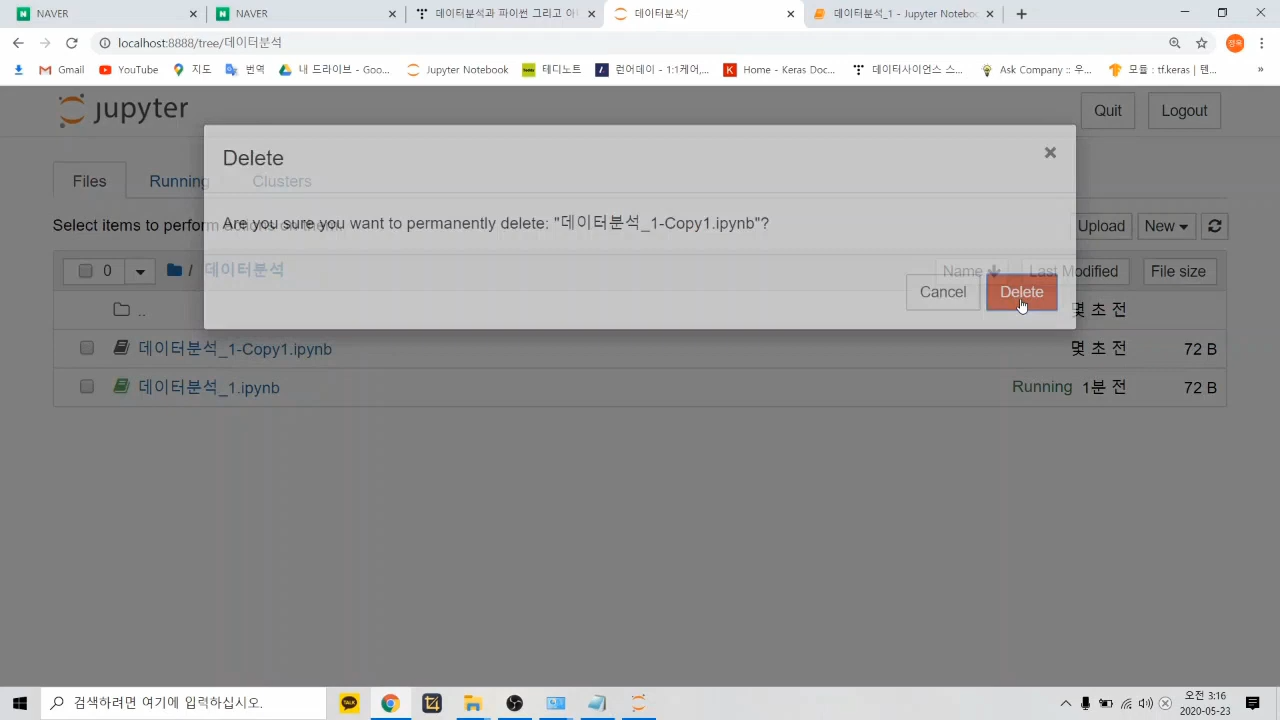 NAVER
NAVER
데이터분석과 파이썬 그리고 아
데이터분석/
데이터분석_1 - Jupyter Noteboo
localhost:8888/tree/데이터분석
Gmail
YouTube
지도
번역
내 드라이브 - Goo...
Jupyter Notebook
테디노트
런어데이 - 1:1케어,...
Home - Keras Doc...
데이터사이언스 스...
Ask Company :: 우...
모듈 : tf.keras | 텐...
»
jupyter
Quit
Logout
Delete
Files
Running
Clusters
Are you sure you want to permanently delete: "데이터분석_1-Copy1.ipynb"?
Select items to perform actions on them.
Upload
New
0
/ 데이터분석
Name
Last Modified
File size
Cancel
Delete
..
몇 초 전
데이터분석_1-Copy1.ipynb
몇 초 전
72 B
데이터분석_1.ipynb
Running
1분 전
72 B
검색하려면 여기에 입력하십시오.
TALK
오전 3:16
2020-05-23